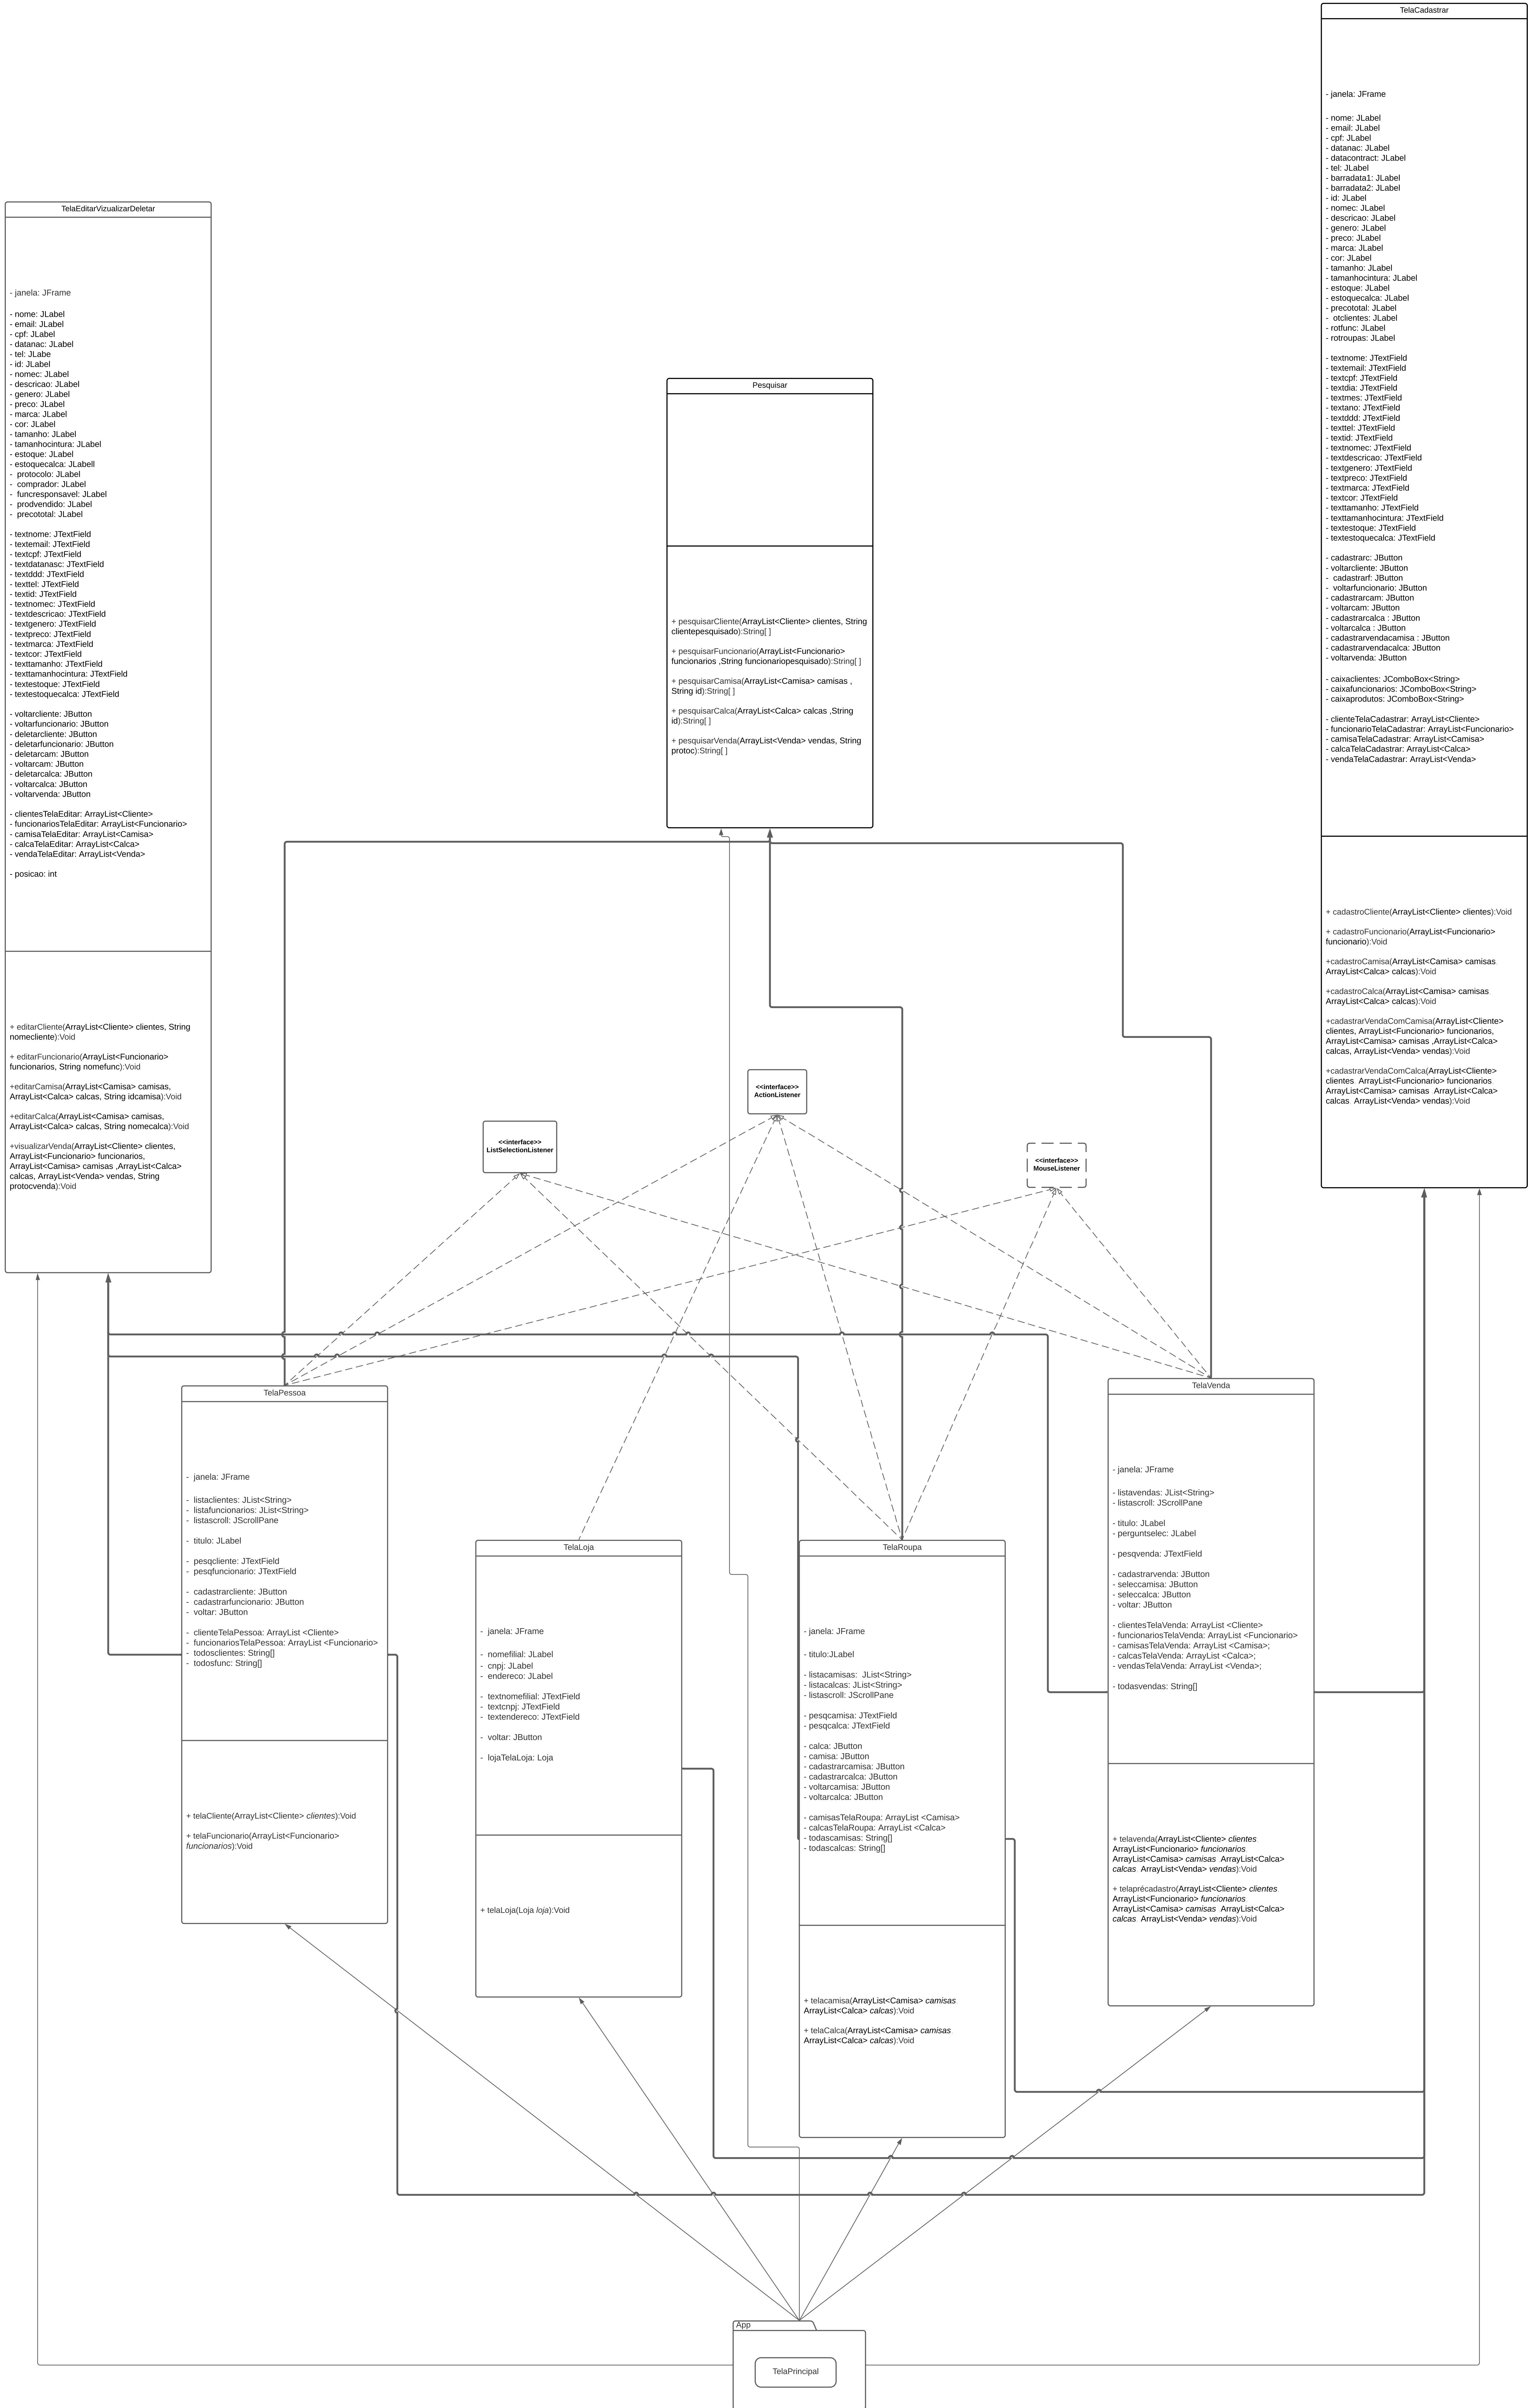 TelaCadastrar
- janela: JFrame
- nome: JLabel
- email: JLabel
- cpf: JLabel
- datanac: JLabel
- datacontract: JLabel
- tel: JLabel
- barradata1: JLabel
- barradata2: JLabel
- id: JLabel
- nomec: JLabel
- descricao: JLabel
- genero: JLabel
- preco: JLabel
- marca: JLabel
- cor: JLabel
- tamanho: JLabel
- tamanhocintura: JLabel
- estoque: JLabel
- estoquecalca: JLabel
- precototal: JLabel
-  otclientes: JLabel
- rotfunc: JLabel
- rotroupas: JLabel
- textnome: JTextField
- textemail: JTextField
- textcpf: JTextField
- textdia: JTextField
- textmes: JTextField
- textano: JTextField
- textddd: JTextField
- texttel: JTextField
- textid: JTextField
- textnomec: JTextField
- textdescricao: JTextField
- textgenero: JTextField
- textpreco: JTextField
- textmarca: JTextField
- textcor: JTextField
- texttamanho: JTextField
- texttamanhocintura: JTextField
- textestoque: JTextField
- textestoquecalca: JTextField
- cadastrarc: JButton
- voltarcliente: JButton
-  cadastrarf: JButton
-  voltarfuncionario: JButton
- cadastrarcam: JButton
- voltarcam: JButton
- cadastrarcalca : JButton
- voltarcalca : JButton
- cadastrarvendacamisa : JButton
- cadastrarvendacalca: JButton
- voltarvenda: JButton
- caixaclientes: JComboBox<String>
- caixafuncionarios: JComboBox<String>
- caixaprodutos: JComboBox<String>
- clienteTelaCadastrar: ArrayList<Cliente>
- funcionarioTelaCadastrar: ArrayList<Funcionario>
- camisaTelaCadastrar: ArrayList<Camisa>
- calcaTelaCadastrar: ArrayList<Calca>
- vendaTelaCadastrar: ArrayList<Venda>
+ cadastroCliente(ArrayList<Cliente> clientes):Void
+ cadastroFuncionario(ArrayList<Funcionario>
funcionario):Void
+cadastroCamisa(ArrayList<Camisa> camisas,
ArrayList<Calca> calcas):Void
+cadastroCalca(ArrayList<Camisa> camisas,
ArrayList<Calca> calcas):Void
+cadastrarVendaComCamisa(ArrayList<Cliente>
clientes, ArrayList<Funcionario> funcionarios,
ArrayList<Camisa> camisas ,ArrayList<Calca>
calcas, ArrayList<Venda> vendas):Void
+cadastrarVendaComCalca(ArrayList<Cliente>
clientes, ArrayList<Funcionario> funcionarios,
ArrayList<Camisa> camisas ,ArrayList<Calca>
calcas, ArrayList<Venda> vendas):Void
TelaEditarVizualizarDeletar
- janela: JFrame
- nome: JLabel
- email: JLabel
- cpf: JLabel
- datanac: JLabel
- tel: JLabe
- id: JLabel
- nomec: JLabel
- descricao: JLabel
- genero: JLabel
- preco: JLabel
- marca: JLabel
- cor: JLabel
- tamanho: JLabel
- tamanhocintura: JLabel
- estoque: JLabel
- estoquecalca: JLabell
-  protocolo: JLabel
-  comprador: JLabel
-  funcresponsavel: JLabel
-  prodvendido: JLabel
-  precototal: JLabel
- textnome: JTextField
- textemail: JTextField
- textcpf: JTextField
- textdatanasc: JTextField
- textddd: JTextField
- texttel: JTextField
- textid: JTextField
- textnomec: JTextField
- textdescricao: JTextField
- textgenero: JTextField
- textpreco: JTextField
- textmarca: JTextField
- textcor: JTextField
- texttamanho: JTextField
- texttamanhocintura: JTextField
- textestoque: JTextField
- textestoquecalca: JTextField
- voltarcliente: JButton
- voltarfuncionario: JButton
- deletarcliente: JButton
- deletarfuncionario: JButton
- deletarcam: JButton
- voltarcam: JButton
- deletarcalca: JButton
- voltarcalca: JButton
- voltarvenda: JButton
- clientesTelaEditar: ArrayList<Cliente>
- funcionariosTelaEditar: ArrayList<Funcionario>
- camisaTelaEditar: ArrayList<Camisa>
- calcaTelaEditar: ArrayList<Calca>
- vendaTelaEditar: ArrayList<Venda>
- posicao: int
+ editarCliente(ArrayList<Cliente> clientes, String
nomecliente):Void
+ editarFuncionario(ArrayList<Funcionario>
funcionarios, String nomefunc):Void
+editarCamisa(ArrayList<Camisa> camisas,
ArrayList<Calca> calcas, String idcamisa):Void
+editarCalca(ArrayList<Camisa> camisas,
ArrayList<Calca> calcas, String nomecalca):Void
+visualizarVenda(ArrayList<Cliente> clientes,
ArrayList<Funcionario> funcionarios,
ArrayList<Camisa> camisas ,ArrayList<Calca>
calcas, ArrayList<Venda> vendas, String
protocvenda):Void
Pesquisar
+ pesquisarCliente(ArrayList<Cliente> clientes, String
clientepesquisado):String[ ]
+ pesquisarFuncionario(ArrayList<Funcionario>
funcionarios ,String funcionariopesquisado):String[ ]
+ pesquisarCamisa(ArrayList<Camisa> camisas ,
String id):String[ ]
+ pesquisarCalca(ArrayList<Calca> calcas ,String
id):String[ ]
+ pesquisarVenda(ArrayList<Venda> vendas, String
protoc):String[ ]
<<interface>>
ActionListener
<<interface>>
ListSelectionListener
<<interface>>
MouseListener
TelaPessoa
-  janela: JFrame
-  listaclientes: JList<String>
-  listafuncionarios: JList<String>
-  listascroll: JScrollPane
-  titulo: JLabel
-  pesqcliente: JTextField
-  pesqfuncionario: JTextField
-  cadastrarcliente: JButton
-  cadastrarfuncionario: JButton
-  voltar: JButton
-  clienteTelaPessoa: ArrayList <Cliente>
-  funcionariosTelaPessoa: ArrayList <Funcionario>
-  todosclientes: String[]
-  todosfunc: String[]
+ telaCliente(ArrayList<Cliente> clientes):Void
+ telaFuncionario(ArrayList<Funcionario>
funcionarios):Void
TelaLoja
-  janela: JFrame
-  nomefilial: JLabel
-  cnpj: JLabel
-  endereco: JLabel
-  textnomefilial: JTextField
-  textcnpj: JTextField
-  textendereco: JTextField
-  voltar: JButton
-  lojaTelaLoja: Loja
+ telaLoja(Loja loja):Void
TelaRoupa
- janela: JFrame
- titulo:JLabel
- listacamisas:  JList<String>
- listacalcas: JList<String>
- listascroll: JScrollPane
- pesqcamisa: JTextField
- pesqcalca: JTextField
- calca: JButton
- camisa: JButton
- cadastrarcamisa: JButton
- cadastrarcalca: JButton
- voltarcamisa: JButton
- voltarcalca: JButton
- camisasTelaRoupa: ArrayList <Camisa>
- calcasTelaRoupa: ArrayList <Calca>
- todascamisas: String[]
- todascalcas: String[]
+ telacamisa(ArrayList<Camisa> camisas,
ArrayList<Calca> calcas):Void
+ telaCalca(ArrayList<Camisa> camisas,
ArrayList<Calca> calcas):Void
TelaVenda
- janela: JFrame
- listavendas: JList<String>
- listascroll: JScrollPane
- titulo: JLabel
- perguntselec: JLabel
- pesqvenda: JTextField
- cadastrarvenda: JButton
- seleccamisa: JButton
- seleccalca: JButton
- voltar: JButton
- clientesTelaVenda: ArrayList <Cliente>
- funcionariosTelaVenda: ArrayList <Funcionario>
- camisasTelaVenda: ArrayList <Camisa>;
- calcasTelaVenda: ArrayList <Calca>;
- vendasTelaVenda: ArrayList <Venda>;
- todasvendas: String[]
+ telavenda(ArrayList<Cliente> clientes,
ArrayList<Funcionario> funcionarios,
ArrayList<Camisa> camisas ,ArrayList<Calca>
calcas, ArrayList<Venda> vendas):Void
+ telaprécadastro(ArrayList<Cliente> clientes,
ArrayList<Funcionario> funcionarios,
ArrayList<Camisa> camisas ,ArrayList<Calca>
calcas, ArrayList<Venda> vendas):Void
App
TelaPrincipal